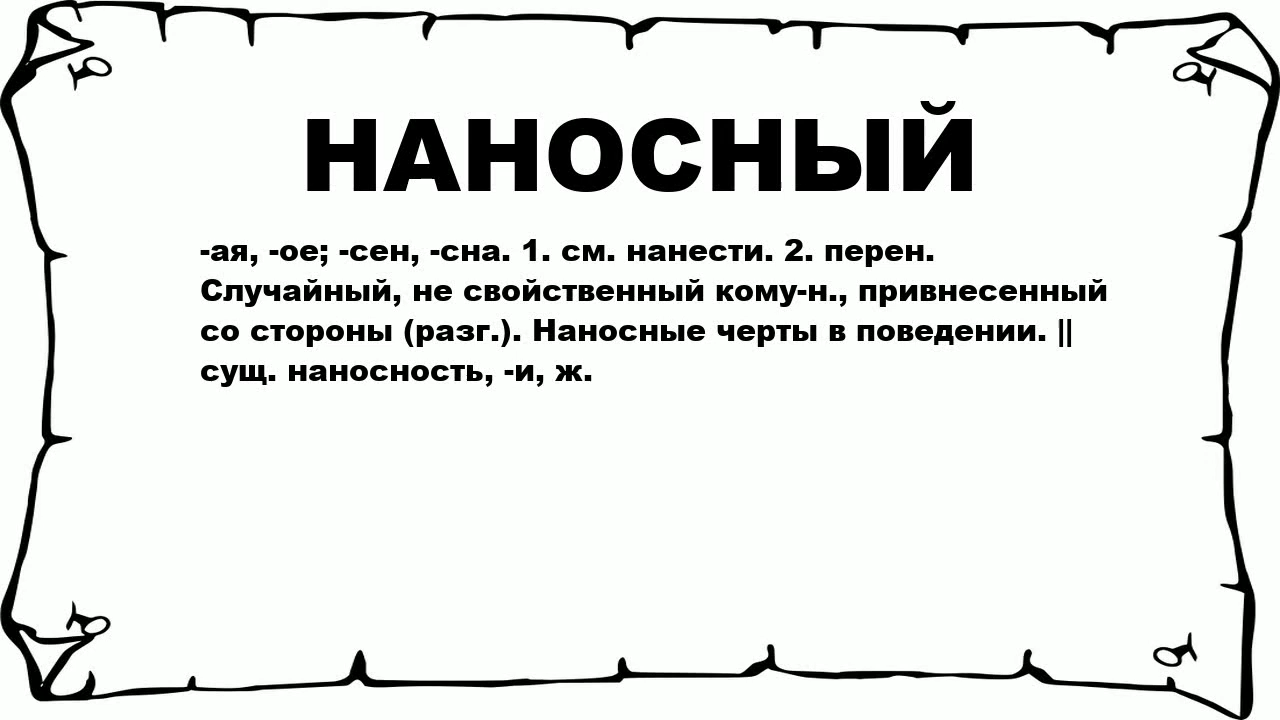 НАНОСНЫЙ
-ая, -ое; -сен, -сна. 1. см. нанести. 2. перен.
Случайный, не свойственный кому-н., привнесенный
со стороны (разг.). Наносные черты в поведении. ||
сущ. наносность, -и, ж.